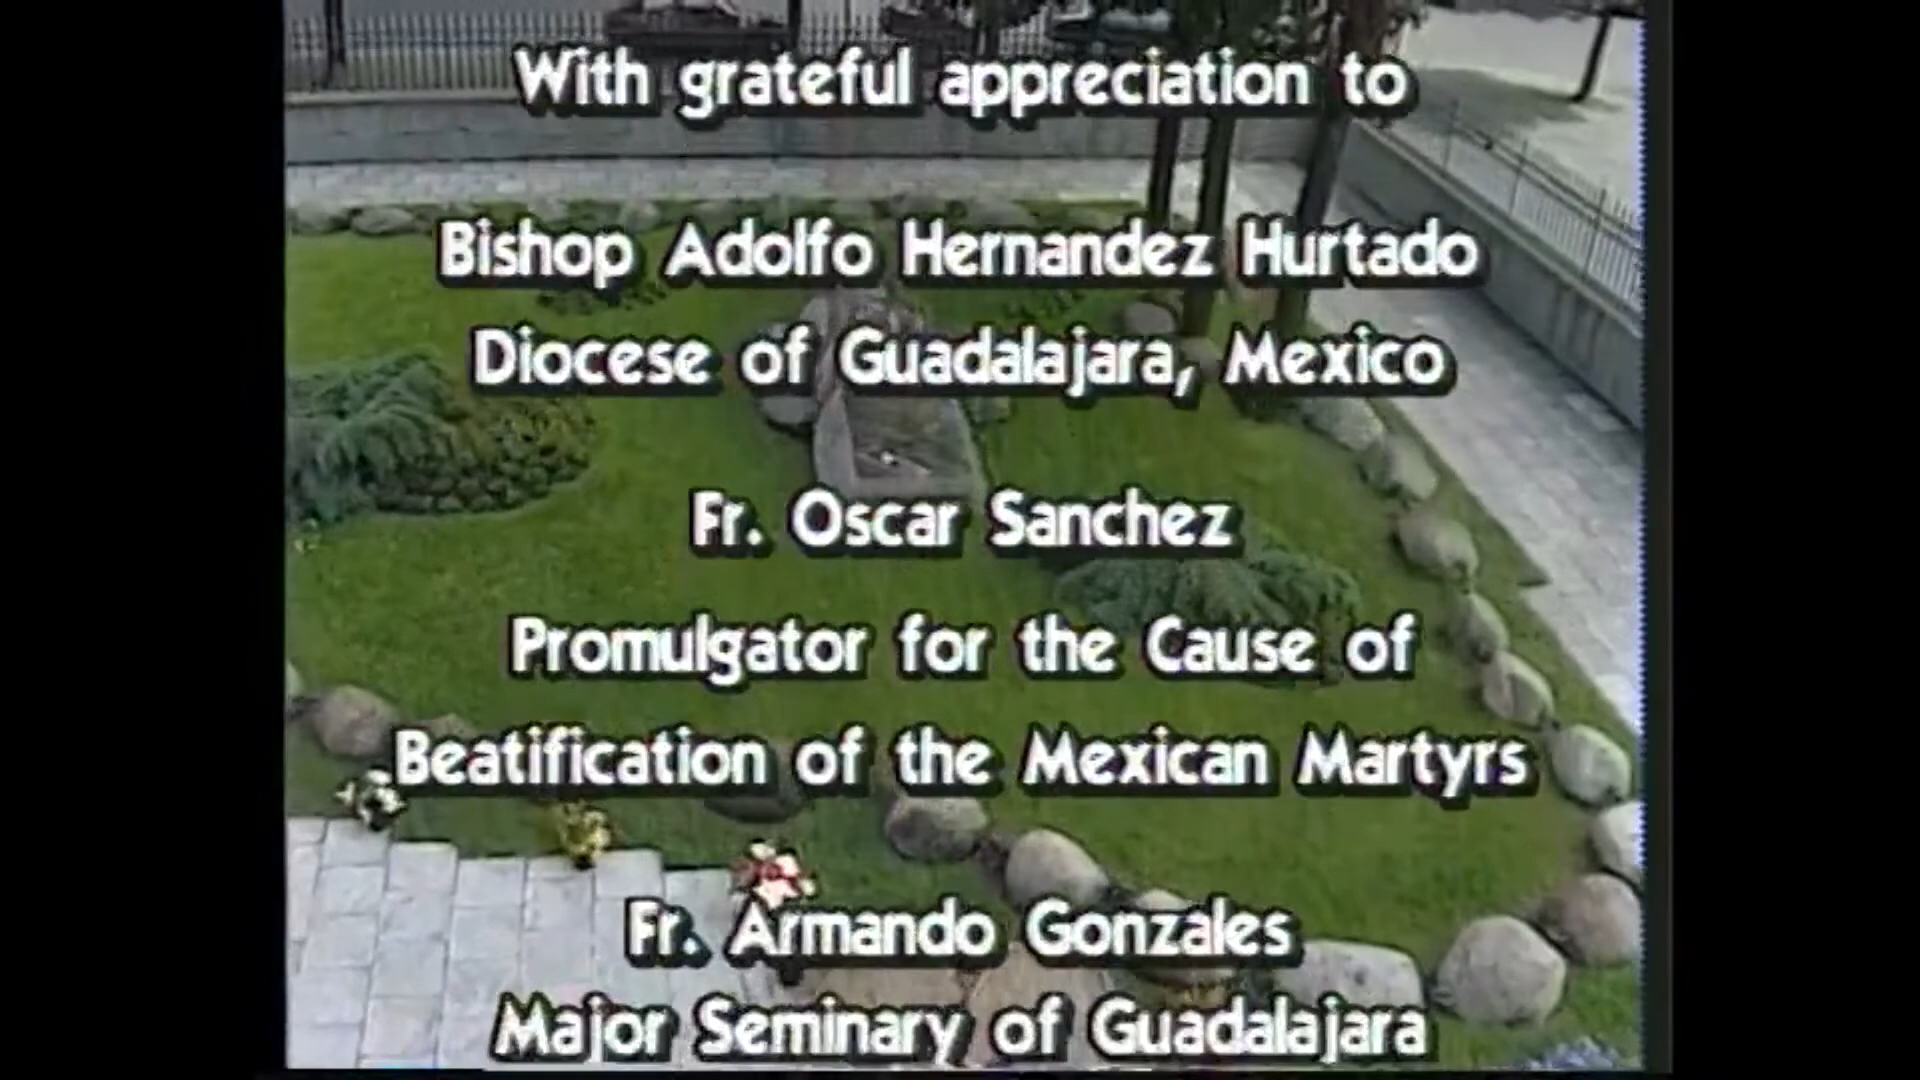 With grateful appreciation to
Bishop Adolfo Hernandez Hurtado
Diocese of Guadalajara, Mexico
Fr. Oscar Sanchez
Promulgator for the Cause of
Beatification of the Mexican Martyrs
Fr. Armando Gonzales
Major Seminary of Guadalajara